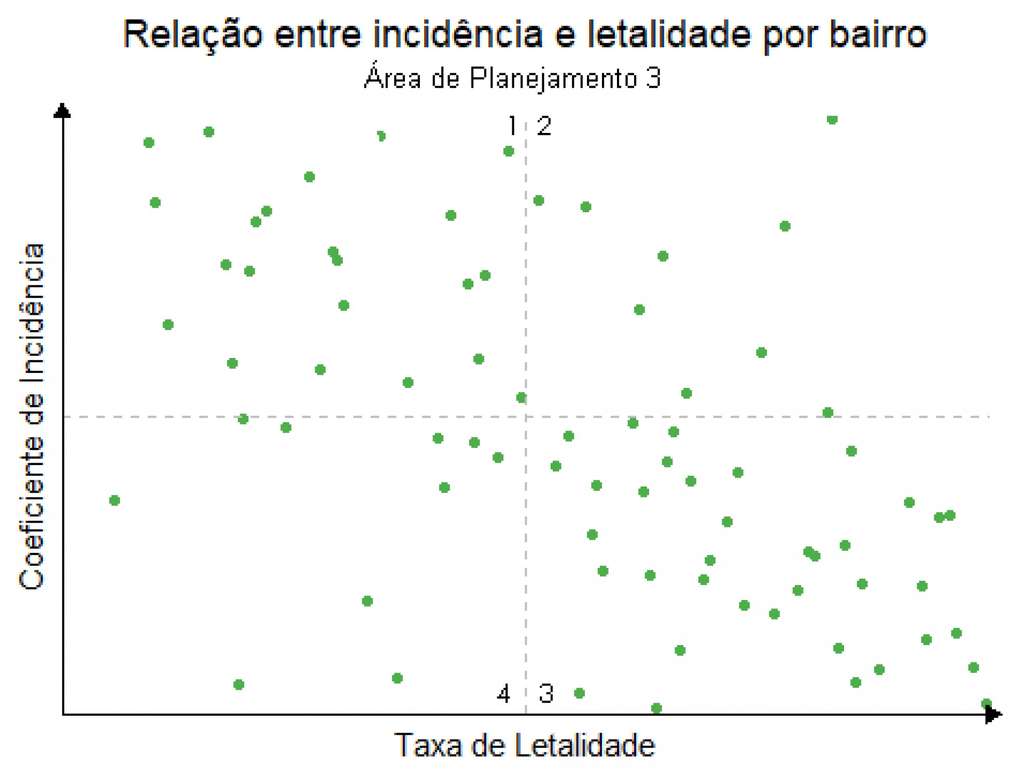 Relação entre incidência e letalidade por bairro
Área de Planejamento 3
1 2
Coeficiente de Incidência
4 3
Taxa de Letalidade